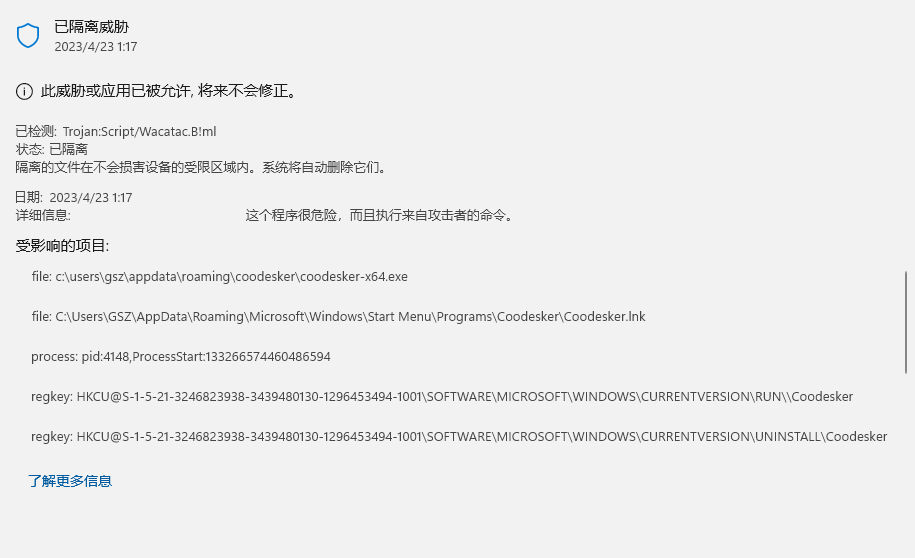 已隔离威胁
2023/4/23 1:17
此威胁或应用已被允许, 将来不会修正。
已检测: Trojan:Script/Wacatac.B!ml
状态: 已隔离
隔离的文件在不会损害设备的受限区域内。系统将自动删除它们。
日期: 2023/4/23 1:17
详细信息: 这个程序很危险，而且执行来自攻击者的命令。
受影响的项目:
file: c:\users\gsz\appdata\roaming\coodesker\coodesker-x64.exe
file: C:\Users\GSZ\AppData\Roaming\Microsoft\Windows\Start Menu\Programs\Coodesker\Coodesker.lnk
process: pid:4148,ProcessStart:133266574460486594
regkey: HKCU@S-1-5-21-3246823938-3439480130-1296453494-1001\SOFTWARE\MICROSOFT\WINDOWS\CURRENTVERSION\RUN\\Coodesker
regkey: HKCU@S-1-5-21-3246823938-3439480130-1296453494-1001\SOFTWARE\MICROSOFT\WINDOWS\CURRENTVERSION\UNINSTALL\Coodesker
了解更多信息